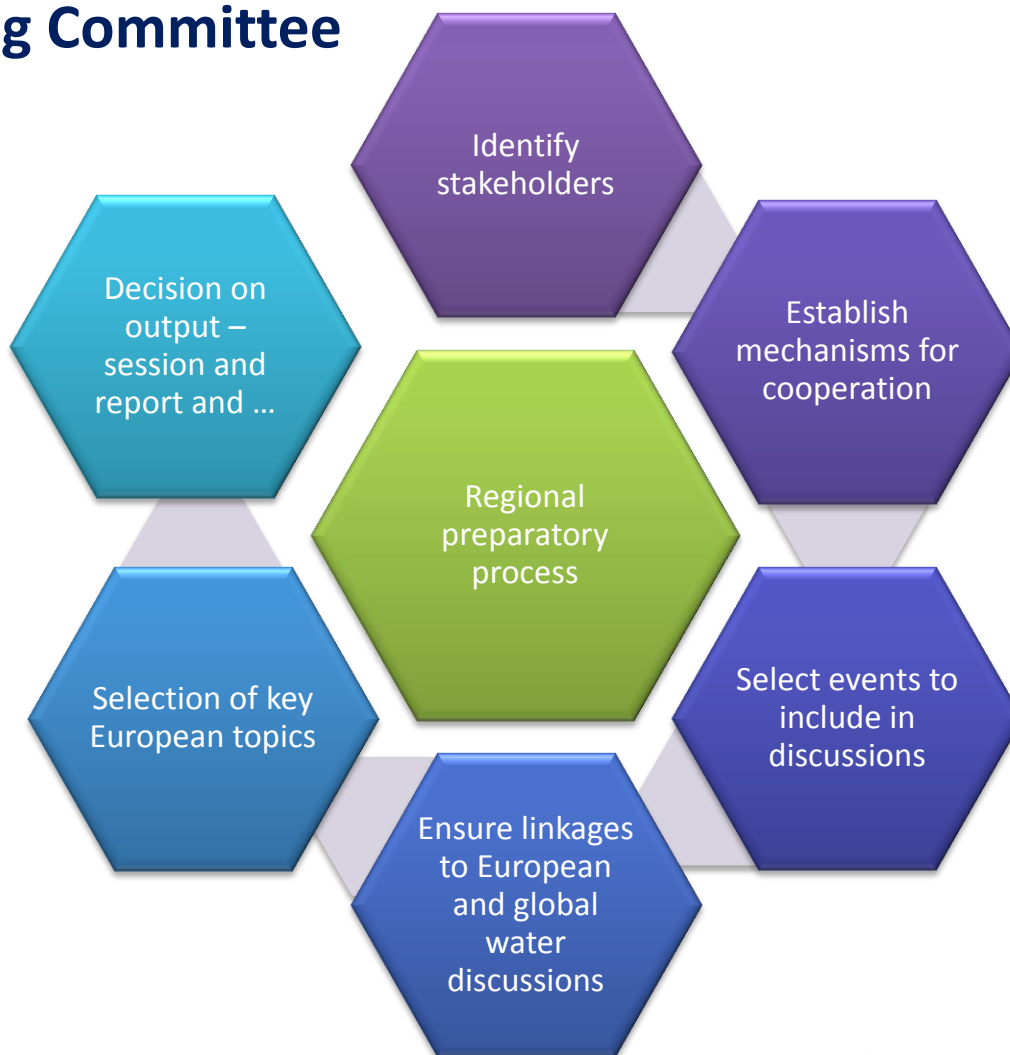 g Committee
Identify
stakeholders
Establish
mechanisms for
cooperation
Select events to
include in
discussions
Ensure linkages
to European
and global
water
discussions
Selection of key
European topics
Decision on
output –
session and
report and ...
Regional
preparatory
process